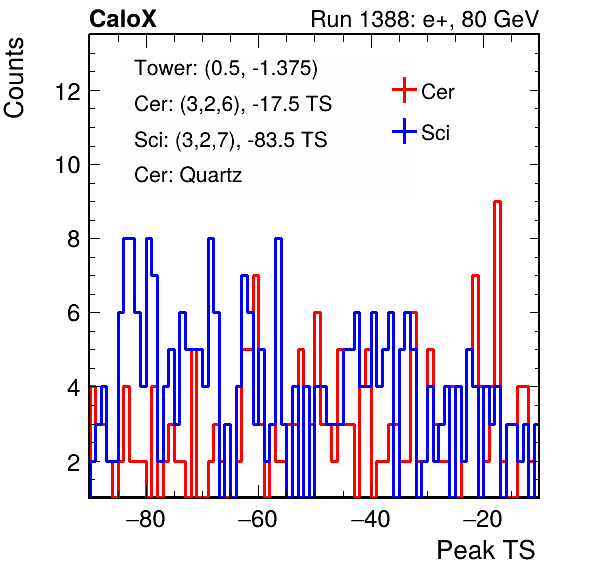 CaloX Run 1388: e+, 80 GeV
Counts
Tower: (0.5, -1.375)
Cer: (3,2,6), -17.5 TS
Sci: (3,2,7), -83.5 TS
Cer: Quartz
Cer
Sci
12
10
8
6
4
2
−80 −60 −40 −20
Peak TS